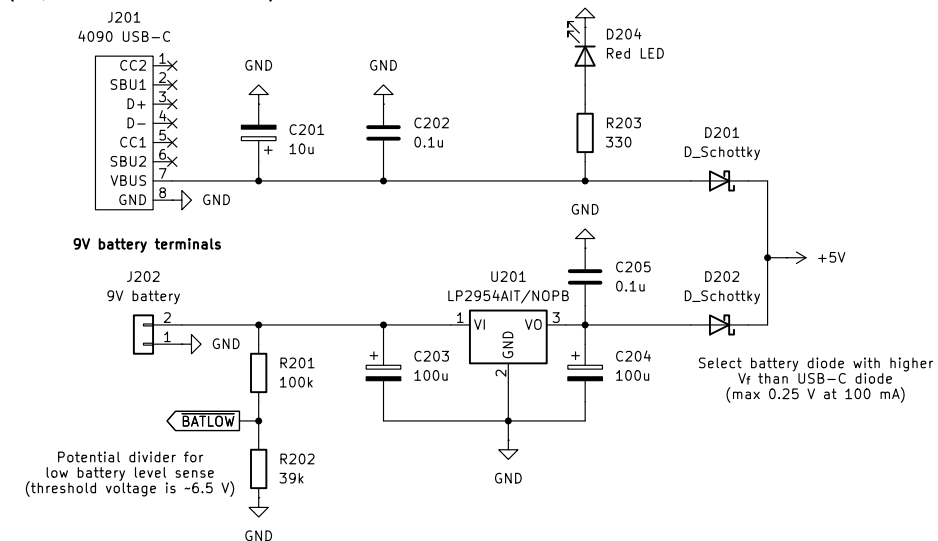 J201
4090 USB-C
CC2 1
SBU1 2
D+ 3
D- 4
CC1 5
SBU2 6
VBUS 7
GND 8
GND
GND
C201
10u
+
GND
C202
0.1u
D204
Red LED
R203
330
D201
D_Schottky
9V battery terminals
J202
9V battery
2
1
GND
R201
100k
BATLOW
R202
39k
GND
Potential divider for
low battery level sense
(threshold voltage is ~6.5 V)
+
C203
100u
U201
LP2954AIT/NOPB
1 VI
VO 3
GND
2
GND
GND
C205
0.1u
+
C204
100u
D202
D_Schottky
+5V
Select battery diode with higher
Vf than USB-C diode
(max 0.25 V at 100 mA)